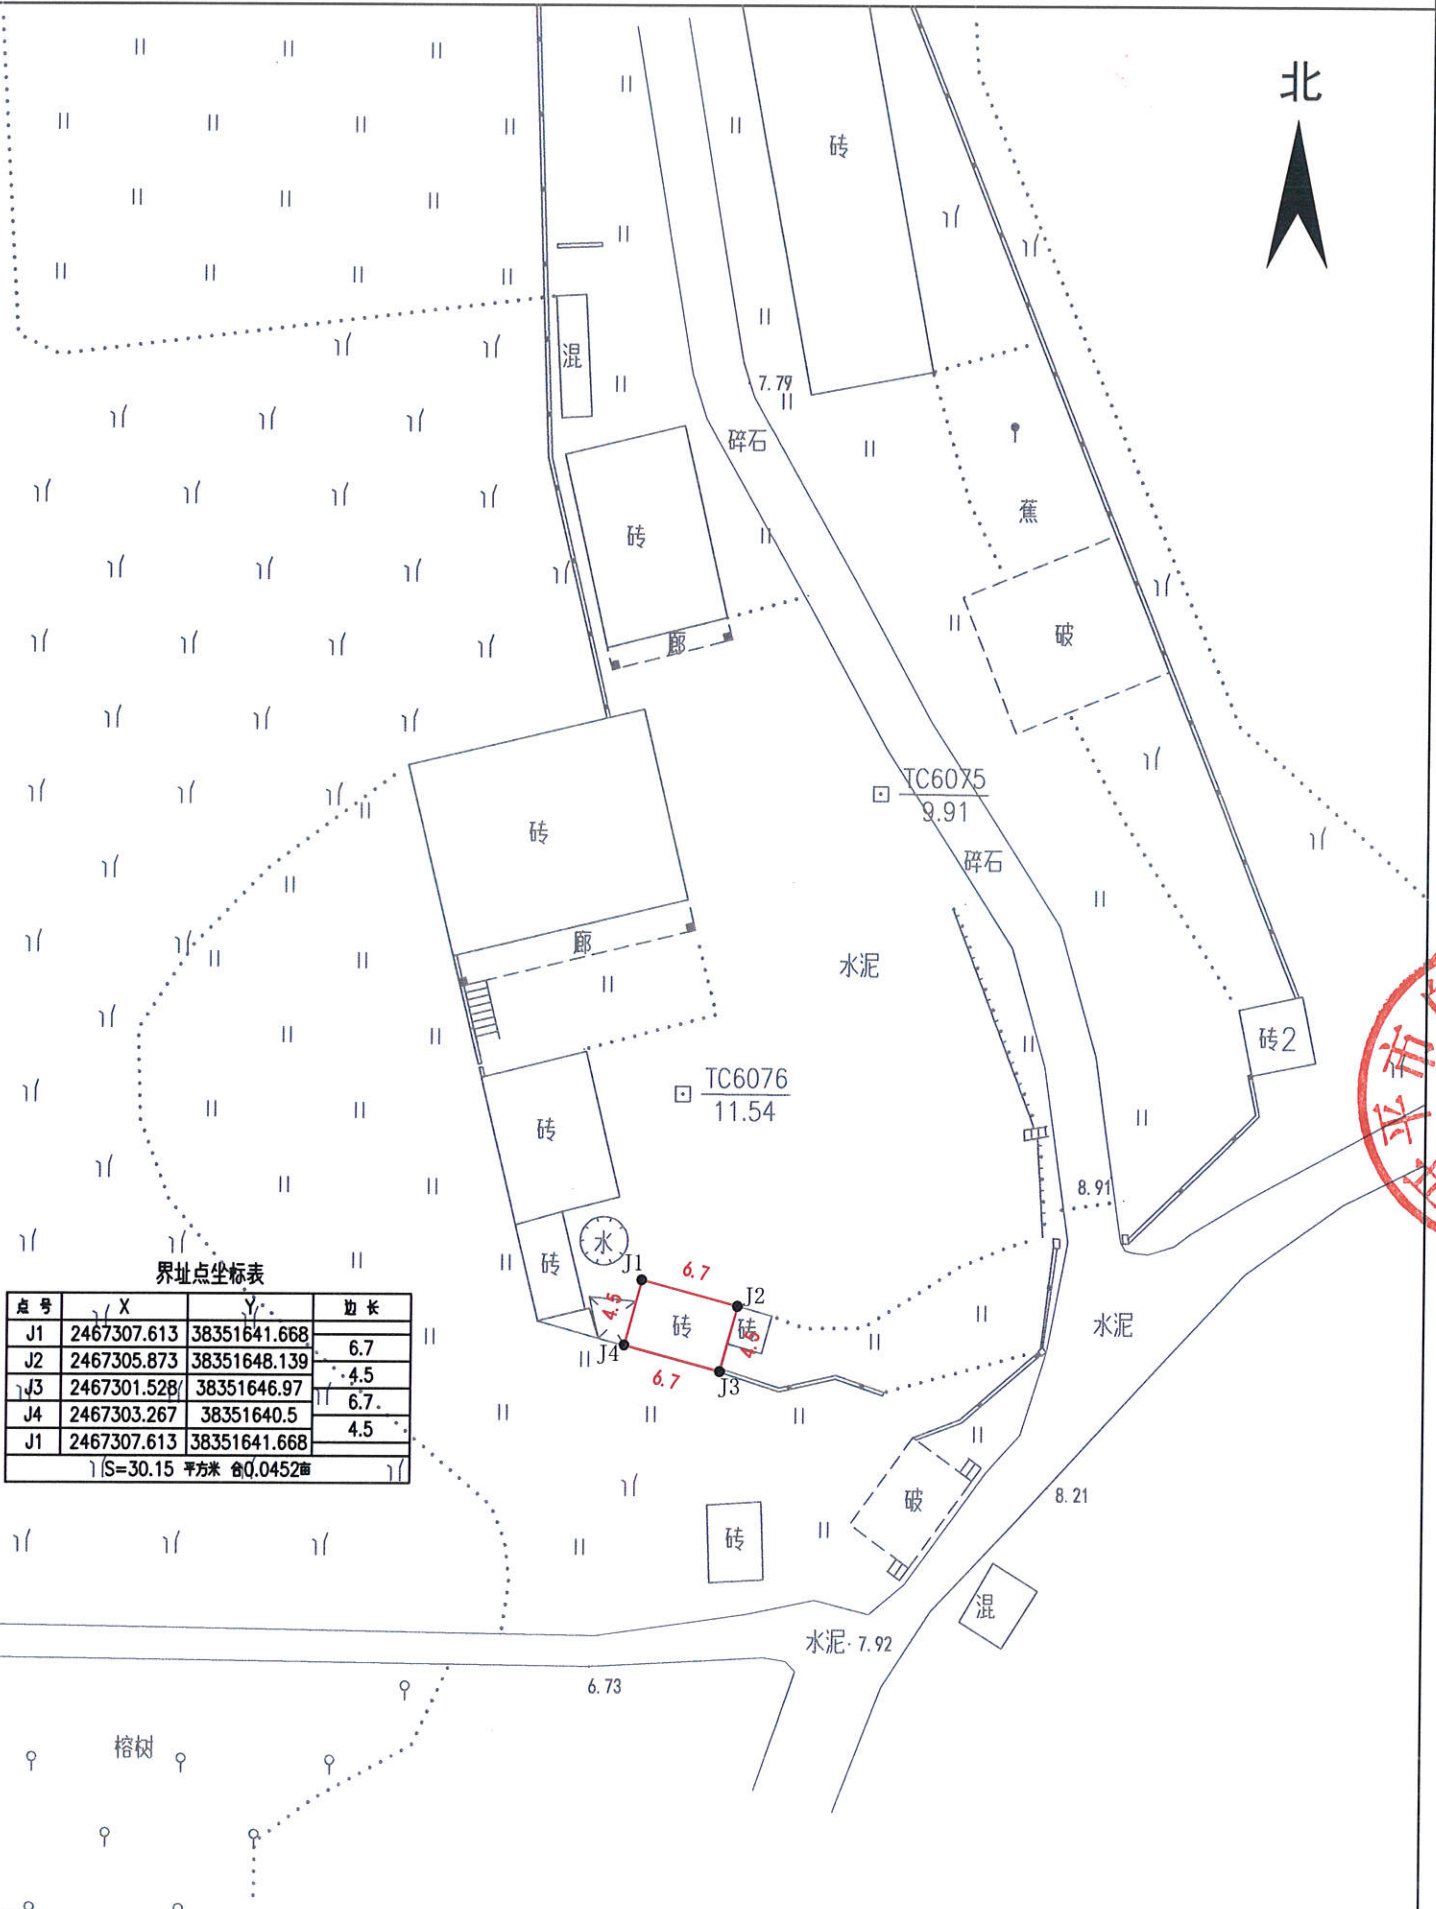 北
砖
混
7.79
碎石
蕉
砖
廊
破
TC6075
9.91
砖
碎石
廊
水泥
砖2
市
平
TC6076
11.54
砖
8.91
水
砖
J1
6.7
J2
4.5
砖
砖
4.5
J4
6.7
J3
水泥
界址点坐标表
点号 X Y 边长
J1 2467307.613 38351641.668
6.7
J2 2467305.873 38351648.139
4.5
J3 2467301.528 38351646.97
6.7
J4 2467303.267 38351640.5
4.5
J1 2467307.613 38351641.668
S=30.15 平方米 合0.0452亩
破
8.21
砖
混
水泥 7.92
6.73
榕树